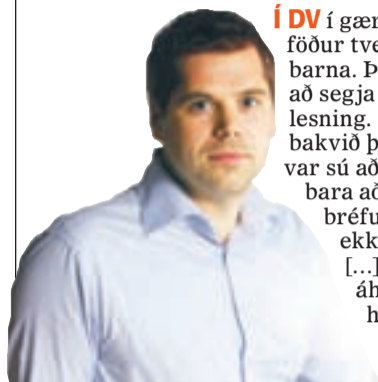 Í DV í gær
föður tve
barna. Þ
að segja
lesning.
bakvið þ
var sú að
bara að
bréfu
ekk
[...]
áh
h